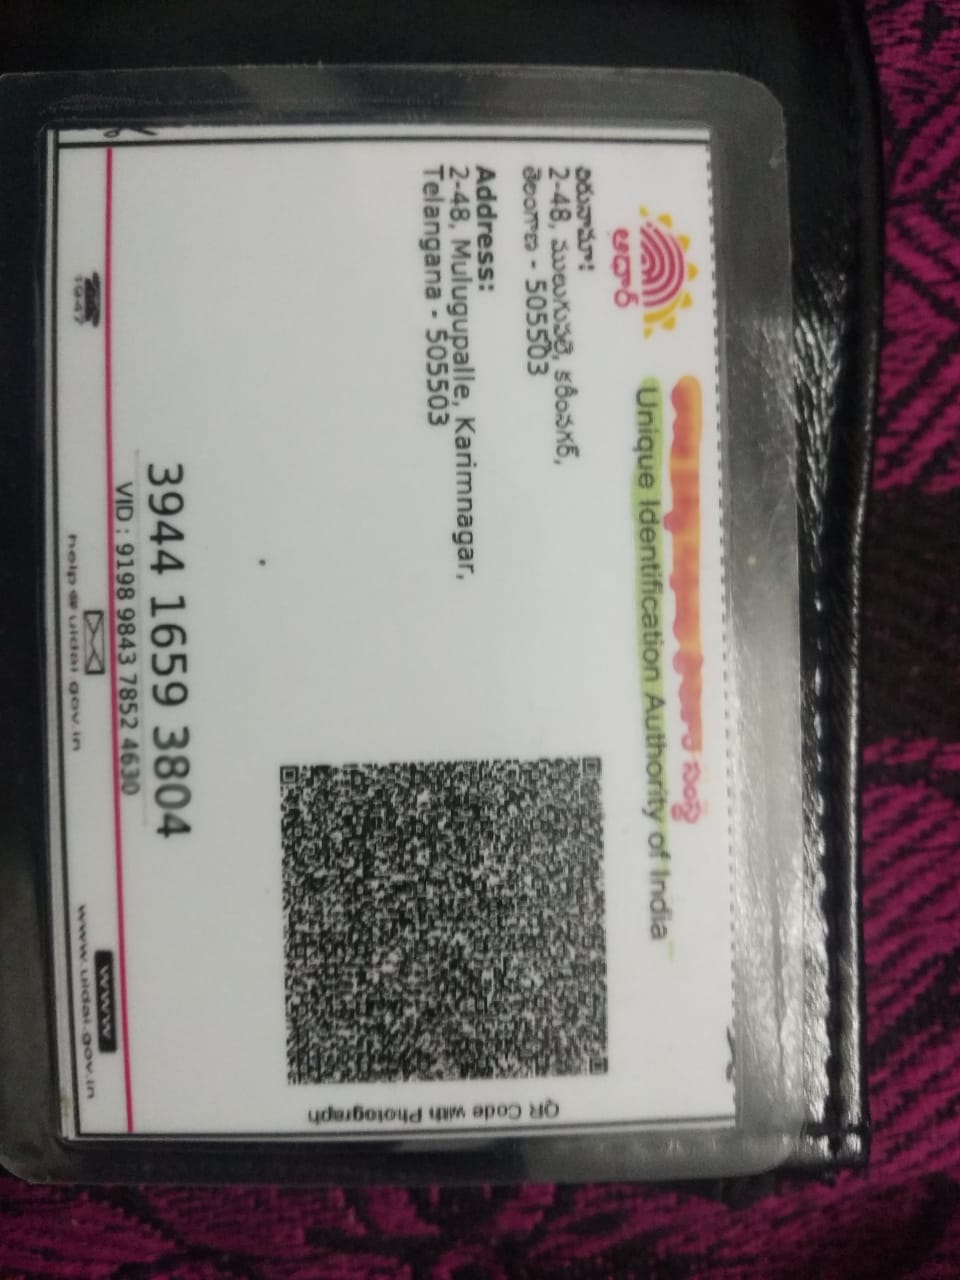 ఆధార్
సంస్థ
Unique Identification Authority of India
చిరునామా:
2-48, ములుగుపల్లె, కరీంనగర్,
తెలంగాణ - 505503
Address:
2-48, Mulugupalle, Karimnagar,
Telangana - 505503
QR Code with Photograph
3944 1659 3804
VID : 9198 9843 7852 4630
1947
help@uidai.gov.in
www
www.uidai.gov.in